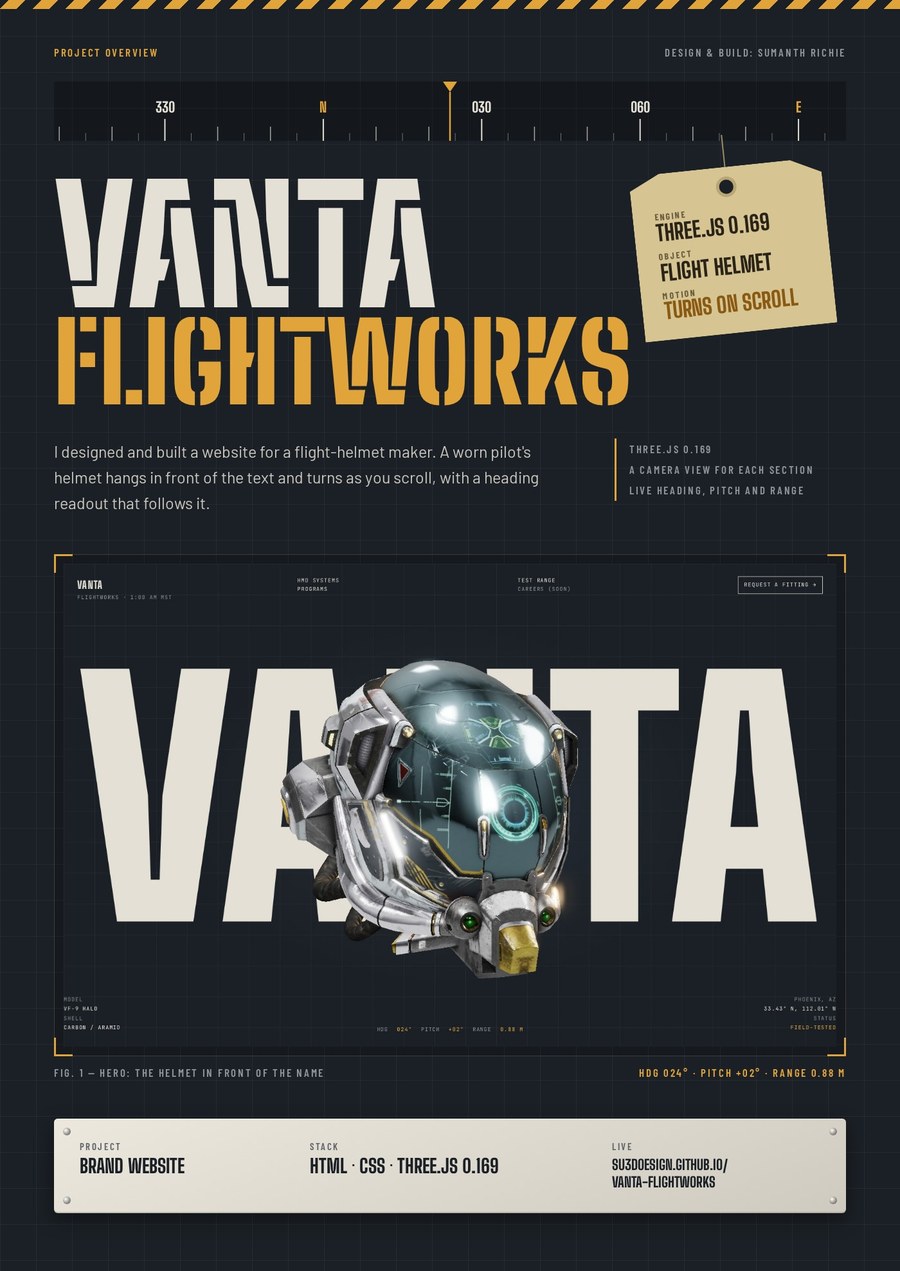 PROJECT OVERVIEW
DESIGN & BUILD: SUMANTH RICHIE
330 N 030 060 E
VANTA
FLIGHTWORKS
ENGINE
THREE.JS 0.169
OBJECT
FLIGHT HELMET
MOTION
TURNS ON SCROLL
I designed and built a website for a flight-helmet maker. A worn pilot's
helmet hangs in front of the text and turns as you scroll, with a heading
readout that follows it.
THREE.JS 0.169
A CAMERA VIEW FOR EACH SECTION
LIVE HEADING, PITCH AND RANGE
VANTA
FLIGHTWORKS · 1:00 AM MST
HMD SYSTEMS
PROGRAMS
TEST RANGE
CAREERS (SOON)
REQUEST A FITTING
VANTA
MODEL
VF-9 HALO
SHELL
CARBON / ARAMID
HDG 024° PITCH +02° RANGE 0.88 M
PHOENIX, AZ
33.43° N, 112.01° W
STATUS
FIELD-TESTED
FIG. 1 — HERO: THE HELMET IN FRONT OF THE NAME
HDG 024° · PITCH +02° · RANGE 0.88 M
PROJECT
BRAND WEBSITE
STACK
HTML · CSS · THREE.JS 0.169
LIVE
SU3DOESIGN.GITHUB.IO/
VANTA-FLIGHTWORKS